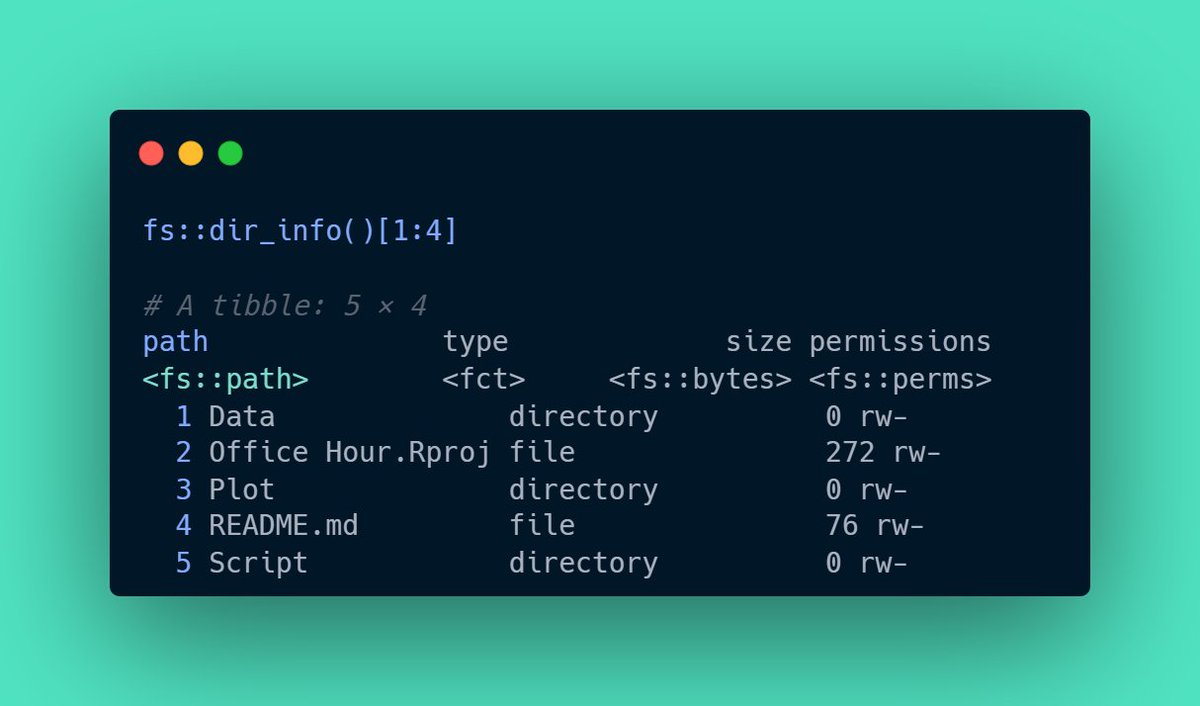 fs::dir_info()[1:4]
# A tibble: 5 × 4
path type size permissions
<fs::path> <fct> <fs::bytes> <fs::perms>
1 Data directory 0 rw-
2 Office Hour.Rproj file 272 rw-
3 Plot directory 0 rw-
4 README.md file 76 rw-
5 Script directory 0 rw-